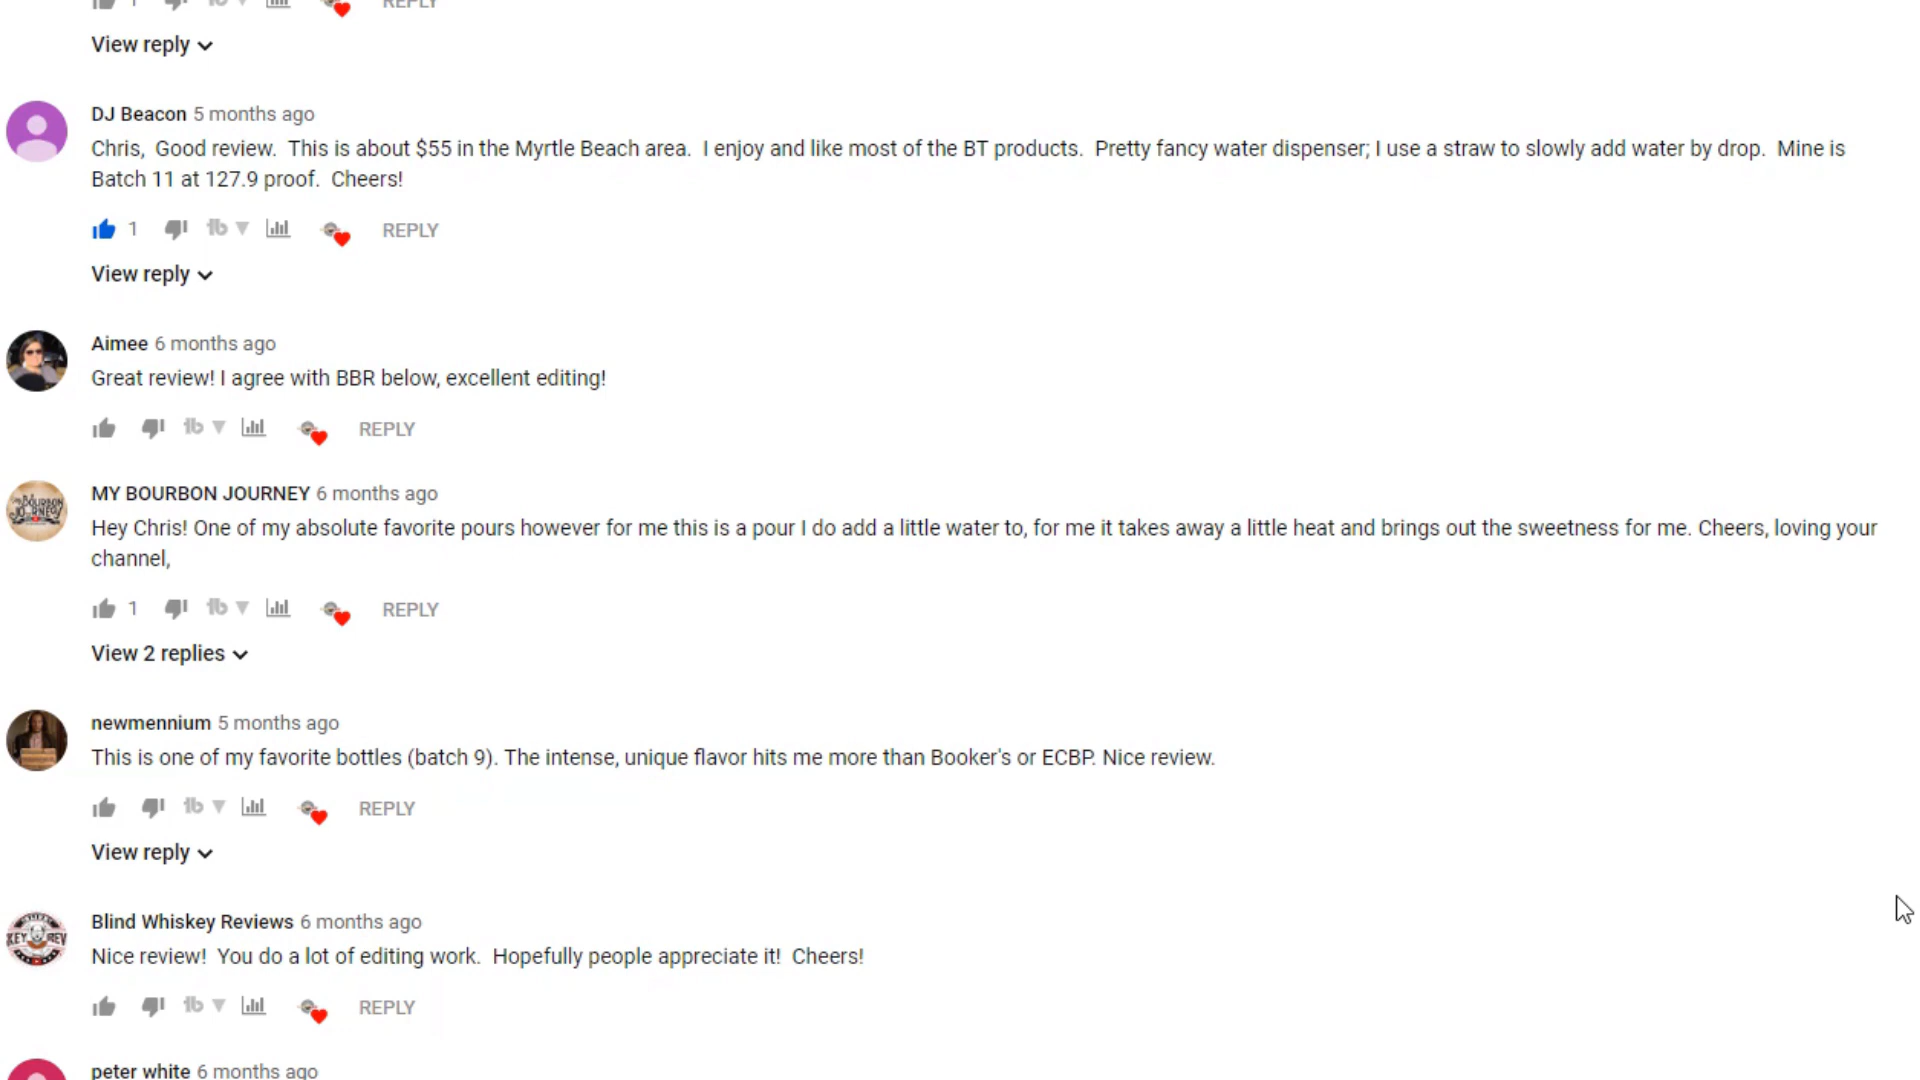 1 REPLY
View reply
DJ Beacon 5 months ago
Chris,  Good review.  This is about $55 in the Myrtle Beach area.  I enjoy and like most of the BT products.  Pretty fancy water dispenser; I use a straw to slowly add water by drop.  Mine is
Batch 11 at 127.9 proof.  Cheers!
1 REPLY
View reply
Aimee 6 months ago
Great review! I agree with BBR below, excellent editing!
REPLY
MY BOURBON JOURNEY 6 months ago
Hey Chris! One of my absolute favorite pours however for me this is a pour I do add a little water to, for me it takes away a little heat and brings out the sweetness for me. Cheers, loving your
channel,
1 REPLY
View 2 replies
newmennium 5 months ago
This is one of my favorite bottles (batch 9). The intense, unique flavor hits me more than Booker's or ECBP. Nice review.
REPLY
View reply
Blind Whiskey Reviews 6 months ago
Nice review!  You do a lot of editing work.  Hopefully people appreciate it!  Cheers!
REPLY
peter white 6 months ago